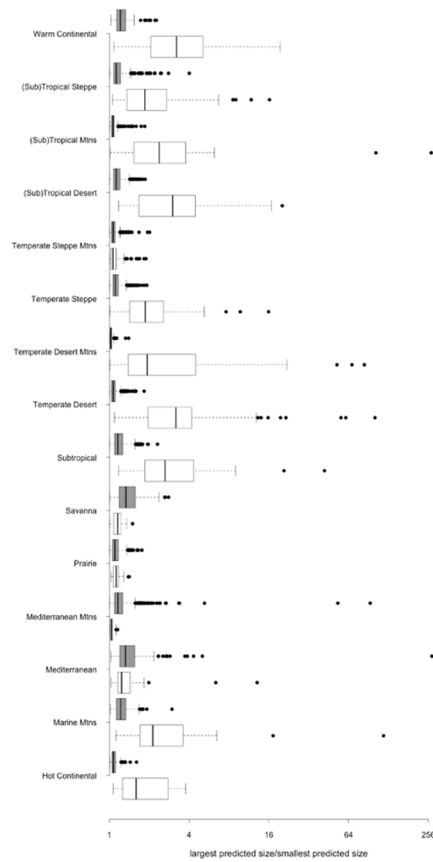 Warm Continental
(Sub)Tropical Steppe
(Sub)Tropical Mtns
(Sub)Tropical Desert
Temperate Steppe Mtns
Temperate Steppe
Temperate Desert Mtns
Temperate Desert
Subtropical
Savanna
Prairie
Mediterranean Mtns
Mediterranean
Marine Mtns
Hot Continental
1 4 16 64 256
largest predicted size/smallest predicted size